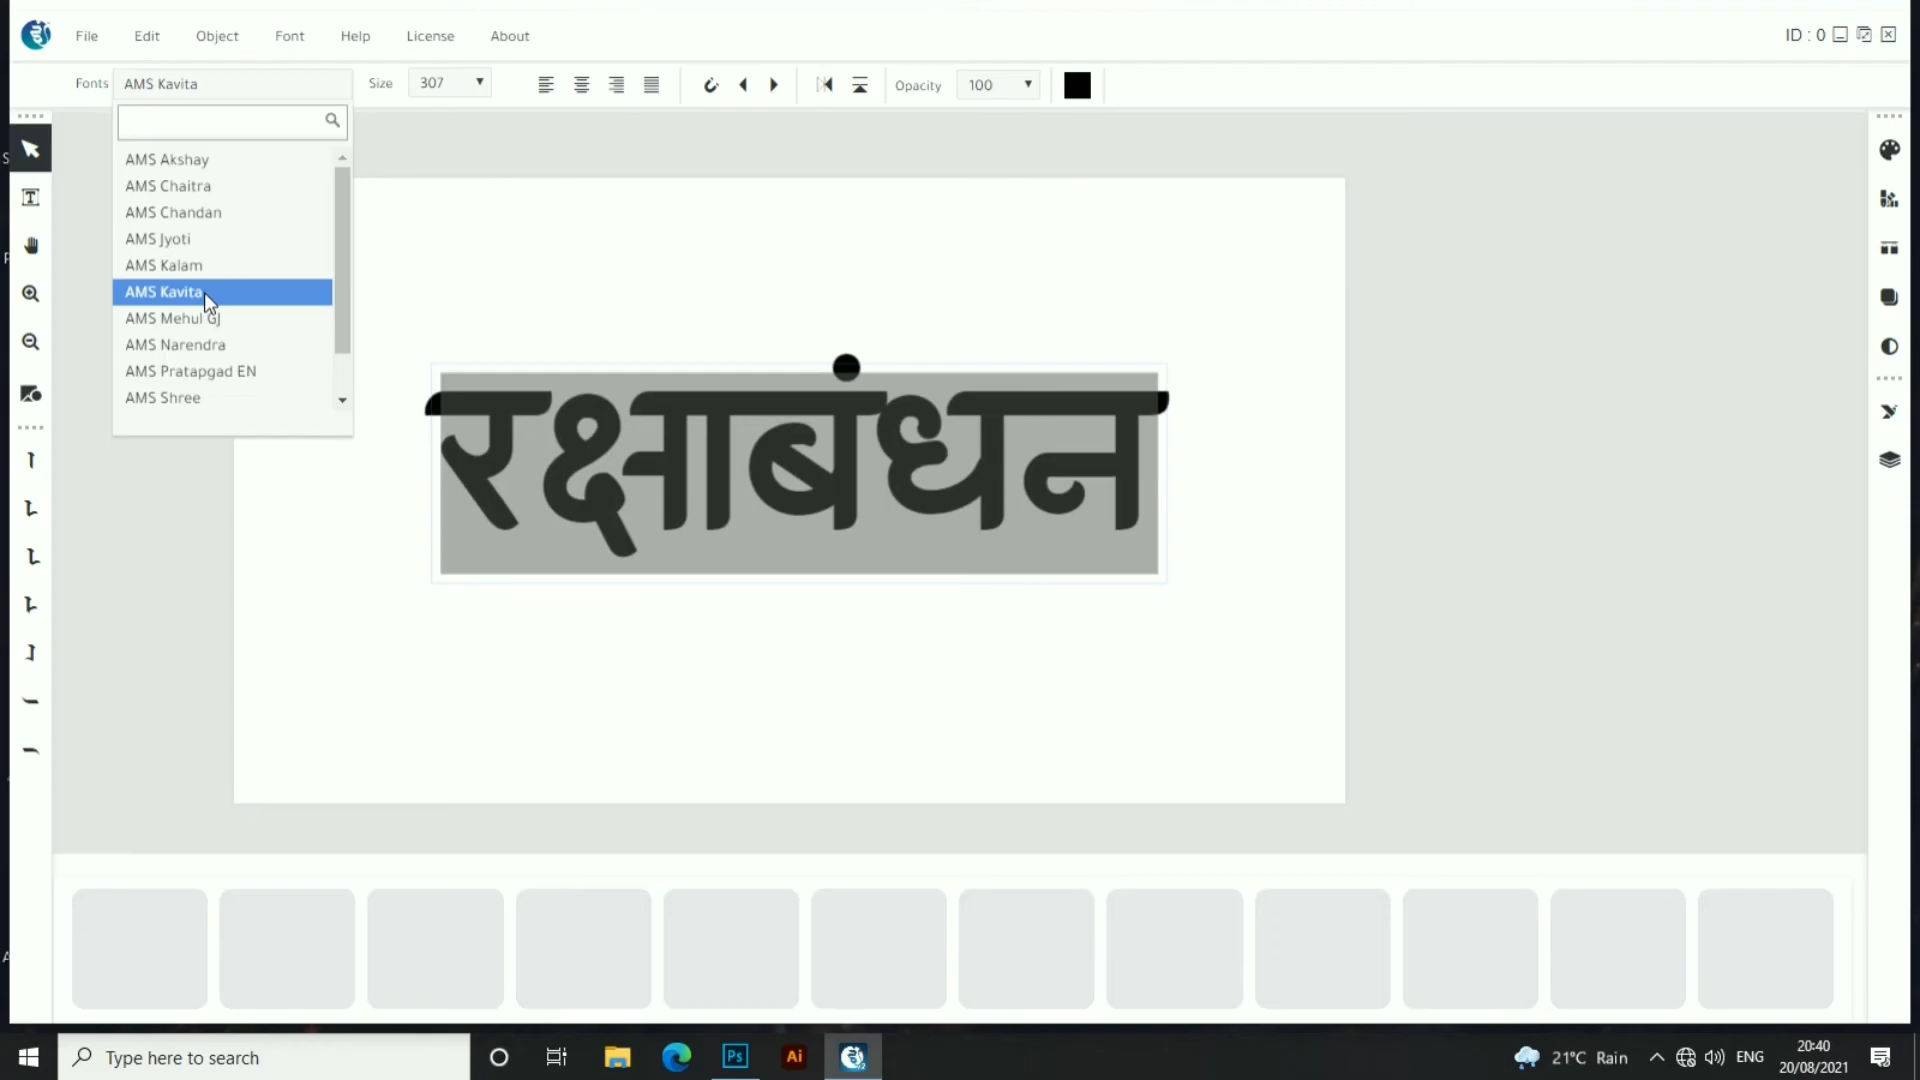 File Edit Object Font Help License About ID : 0
Fonts AMS Kavita Size 307 Opacity 100
AMS Akshay
AMS Chaitra
AMS Chandan
AMS Jyoti
AMS Kalam
AMS Kavita
AMS Mehul GJ
AMS Narendra
AMS Pratapgad EN
AMS Shree
रक्षाबंधन
Type here to search Ps Ai 21°C Rain ENG 20:40
20/08/2021